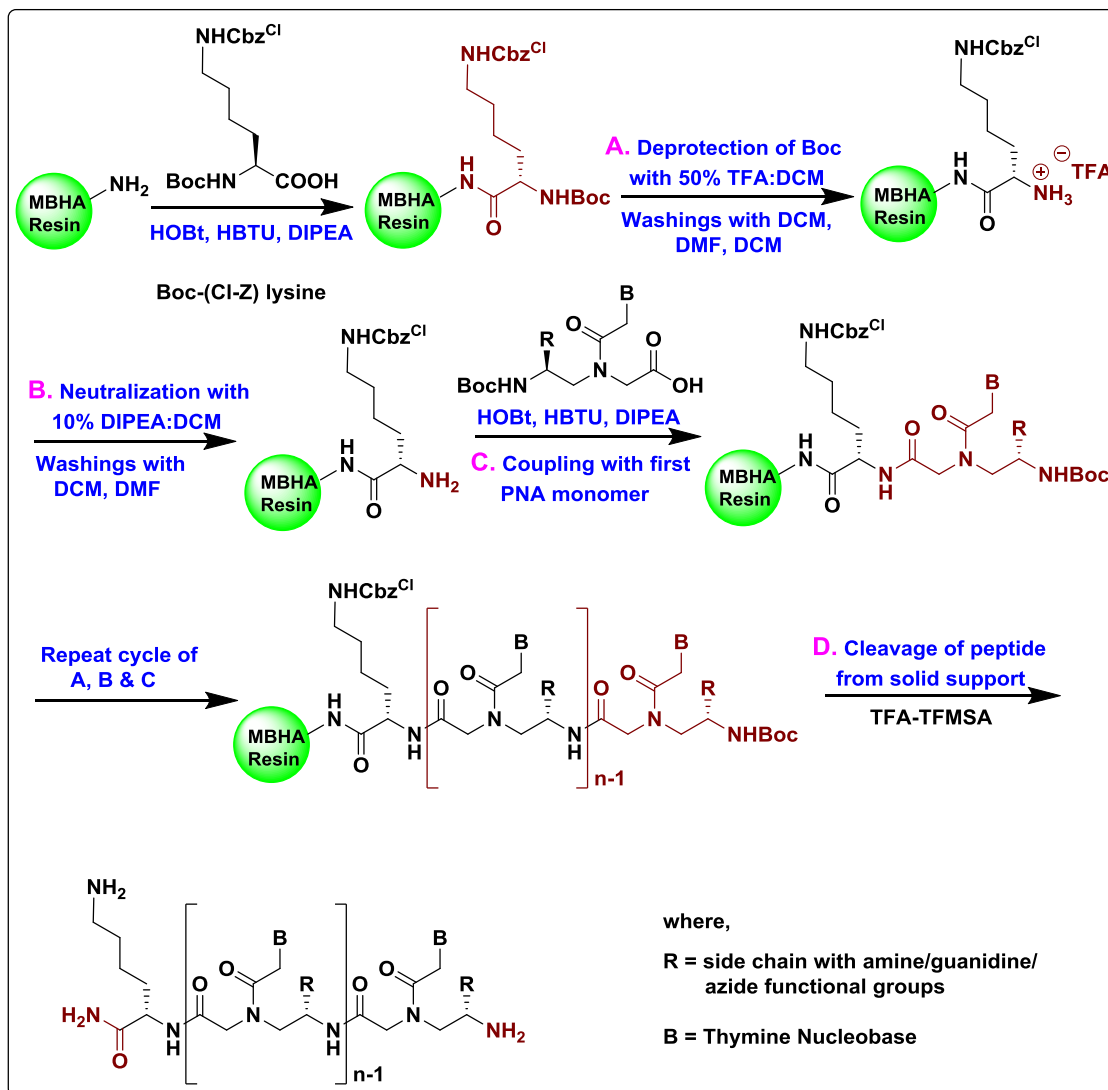 NHCbz^Cl
BocHN COOH
NH2
MBHA
Resin
HOBt, HBTU, DIPEA
Boc-(Cl-Z) lysine
NHCbz^Cl
H
N
MBHA
Resin
O
NHBoc
A. Deprotection of Boc
with 50% TFA:DCM
Washings with DCM,
DMF, DCM
NHCbz^Cl
MBHA
Resin
NH
O
N+H3
− TFA
B. Neutralization with
10% DIPEA:DCM
Washings with
DCM, DMF
NHCbz^Cl
MBHA
Resin
NH
O
NH2
B
O
R
N
O
BocHN
OH
HOBt, HBTU, DIPEA
C. Coupling with first
PNA monomer
NHCbz^Cl
MBHA
Resin
NH
O
N
H
O
O
B
N
R
NHBoc
Repeat cycle of
A, B & C
NHCbz^Cl
MBHA
Resin
NH
O
N
H
O
O
B
N
R
N
H
n-1
O
O
B
N
R
NHBoc
D. Cleavage of peptide
from solid support
TFA-TFMSA
NH2
H2N
O
N
H
O
O
B
N
R
N
H
n-1
O
O
B
N
R
NH2
where,
R = side chain with amine/guanidine/
azide functional groups
B = Thymine Nucleobase